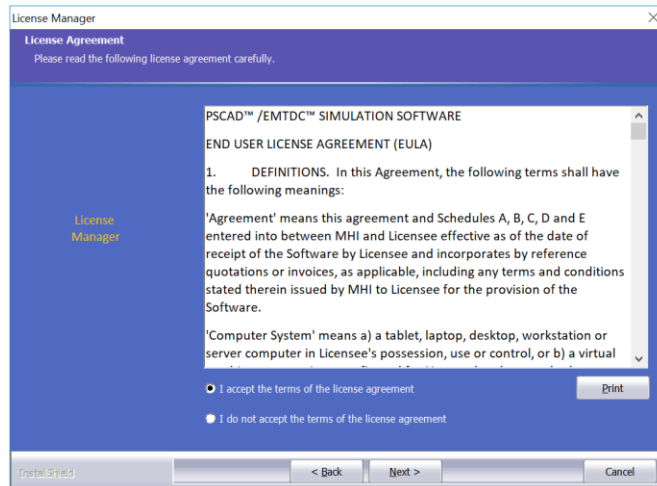 License Manager
License Agreement
Please read the following license agreement carefully.
PSCAD™ /EMTDC™ SIMULATION SOFTWARE
END USER LICENSE AGREEMENT (EULA)
1. DEFINITIONS. In this Agreement, the following terms shall have
the following meanings:
'Agreement' means this agreement and Schedules A, B, C, D and E
entered into between MHI and Licensee effective as of the date of
receipt of the Software by Licensee and incorporates by reference
quotations or invoices, as applicable, including any terms and conditions
stated therein issued by MHI to Licensee for the provision of the
Software.
'Computer System' means a) a tablet, laptop, desktop, workstation or
server computer in Licensee's possession, use or control, or b) a virtual
License
Manager
I accept the terms of the license agreement
Print
I do not accept the terms of the license agreement
InstallShield
< Back
Next >
Cancel